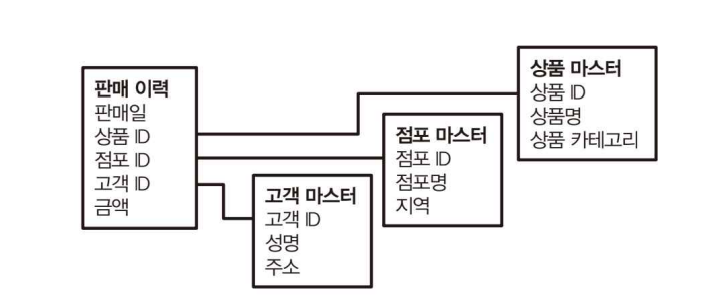 판매 이력
판매일
상품 ID
점포 ID
고객 ID
금액
고객 마스터
고객 ID
성명
주소
점포 마스터
점포 ID
점포명
지역
상품 마스터
상품 ID
상품명
상품 카테고리